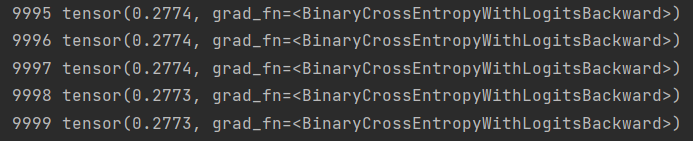 9995 tensor(0.2774, grad_fn=<BinaryCrossEntropyWithLogitsBackward>)
9996 tensor(0.2774, grad_fn=<BinaryCrossEntropyWithLogitsBackward>)
9997 tensor(0.2774, grad_fn=<BinaryCrossEntropyWithLogitsBackward>)
9998 tensor(0.2773, grad_fn=<BinaryCrossEntropyWithLogitsBackward>)
9999 tensor(0.2773, grad_fn=<BinaryCrossEntropyWithLogitsBackward>)